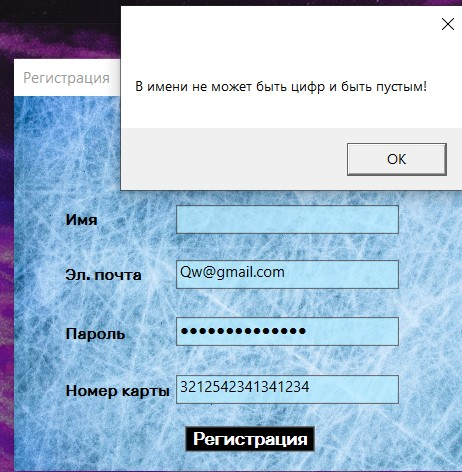 В имени не может быть цифр и быть пустым!
OK
Регистрация
Имя
Эл. почта Qw@gmail.com
Пароль ●●●●●●●●●●●●●●
Номер карты 3212542341341234
Регистрация